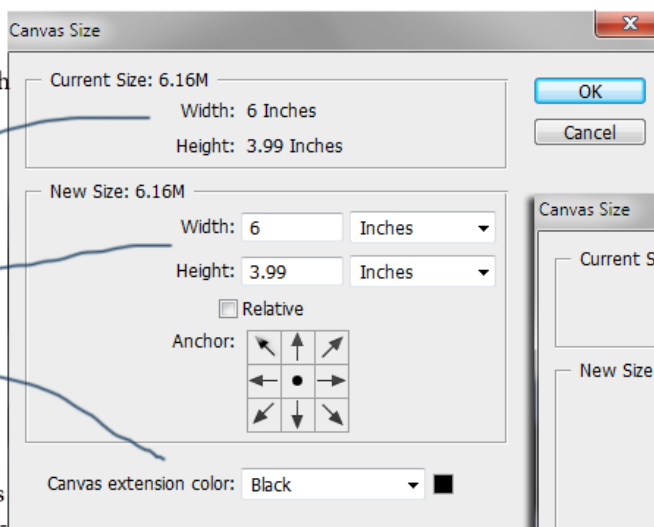 Canvas Size
Current Size: 6.16M
Width: 6 Inches
Height: 3.99 Inches
OK
Cancel
New Size: 6.16M
Width: 6 Inches
Height: 3.99 Inches
Relative
Anchor:
Canvas extension color: Black
Canvas Size
Current S
New Size